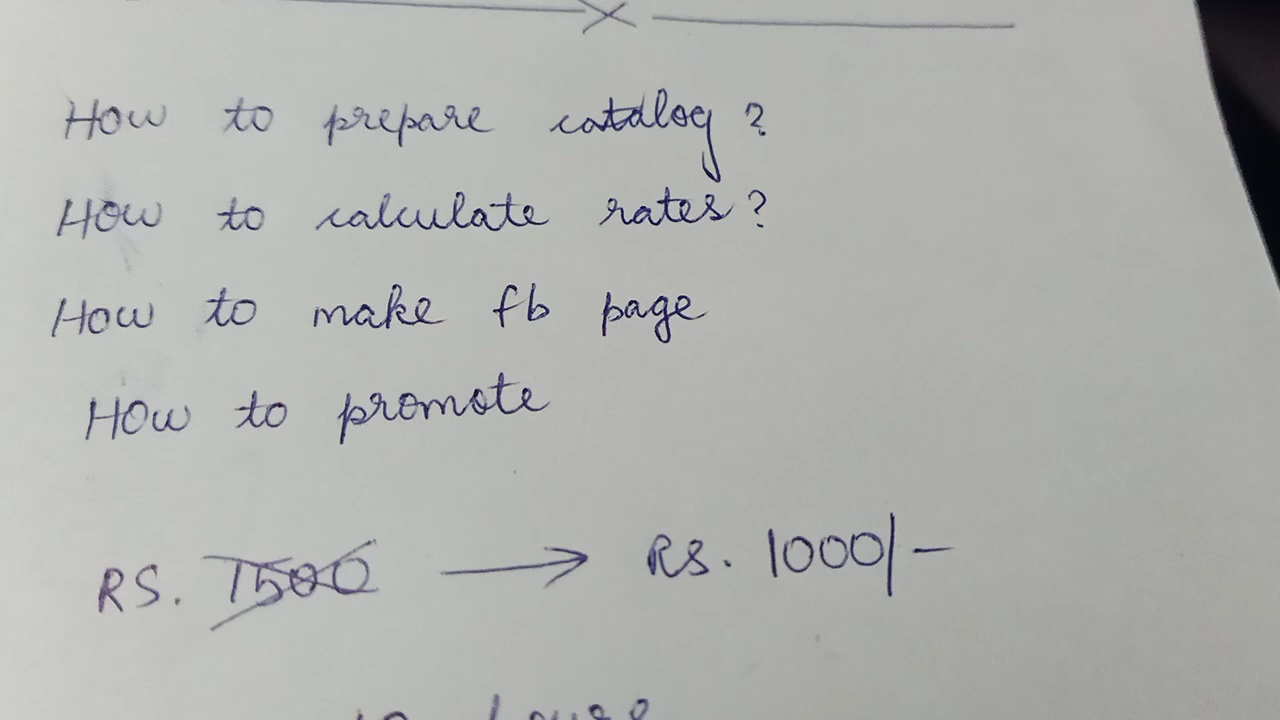 How to prepare catalog?
How to calculate rates?
How to make fb page
How to promote
RS. 1500 → RS. 1000/-